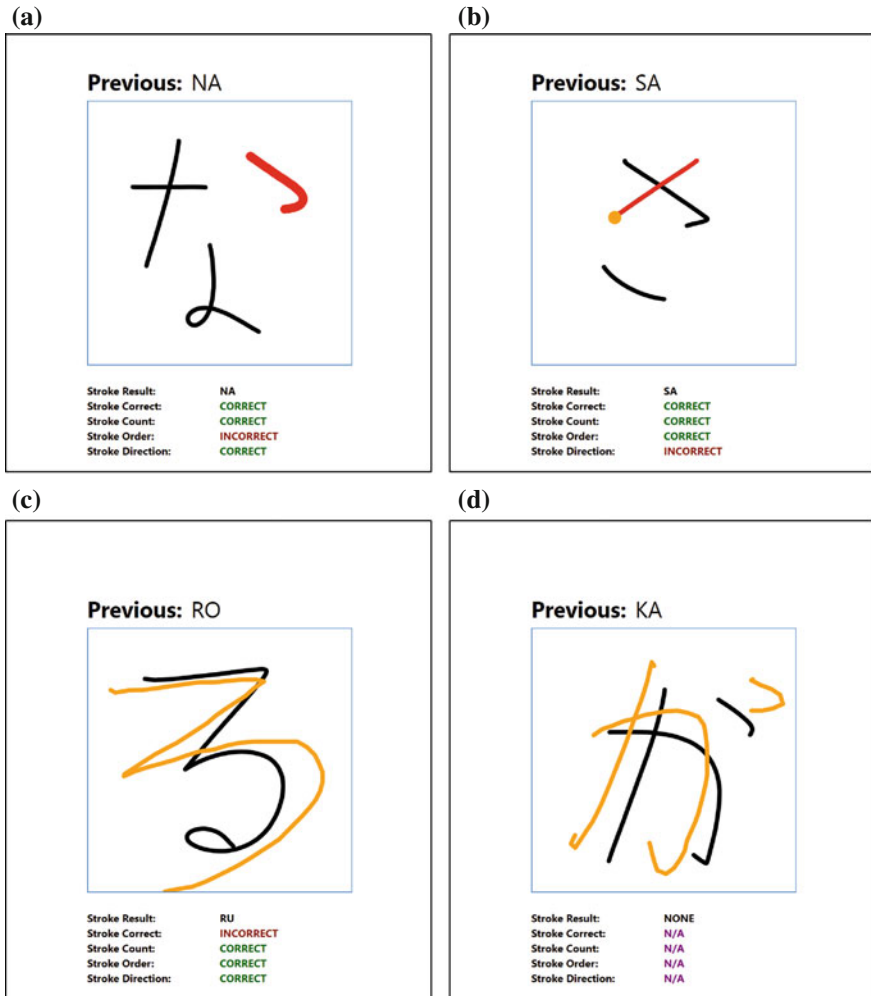 (a)
Previous: NA
な
Stroke Result: NA
Stroke Correct: CORRECT
Stroke Count: CORRECT
Stroke Order: INCORRECT
Stroke Direction: CORRECT
(b)
Previous: SA
さ
Stroke Result: SA
Stroke Correct: CORRECT
Stroke Count: CORRECT
Stroke Order: CORRECT
Stroke Direction: INCORRECT
(c)
Previous: RO
る
ろ
Stroke Result: RU
Stroke Correct: INCORRECT
Stroke Count: CORRECT
Stroke Order: CORRECT
Stroke Direction: CORRECT
(d)
Previous: KA
か
か
Stroke Result: NONE
Stroke Correct: N/A
Stroke Count: N/A
Stroke Order: N/A
Stroke Direction: N/A